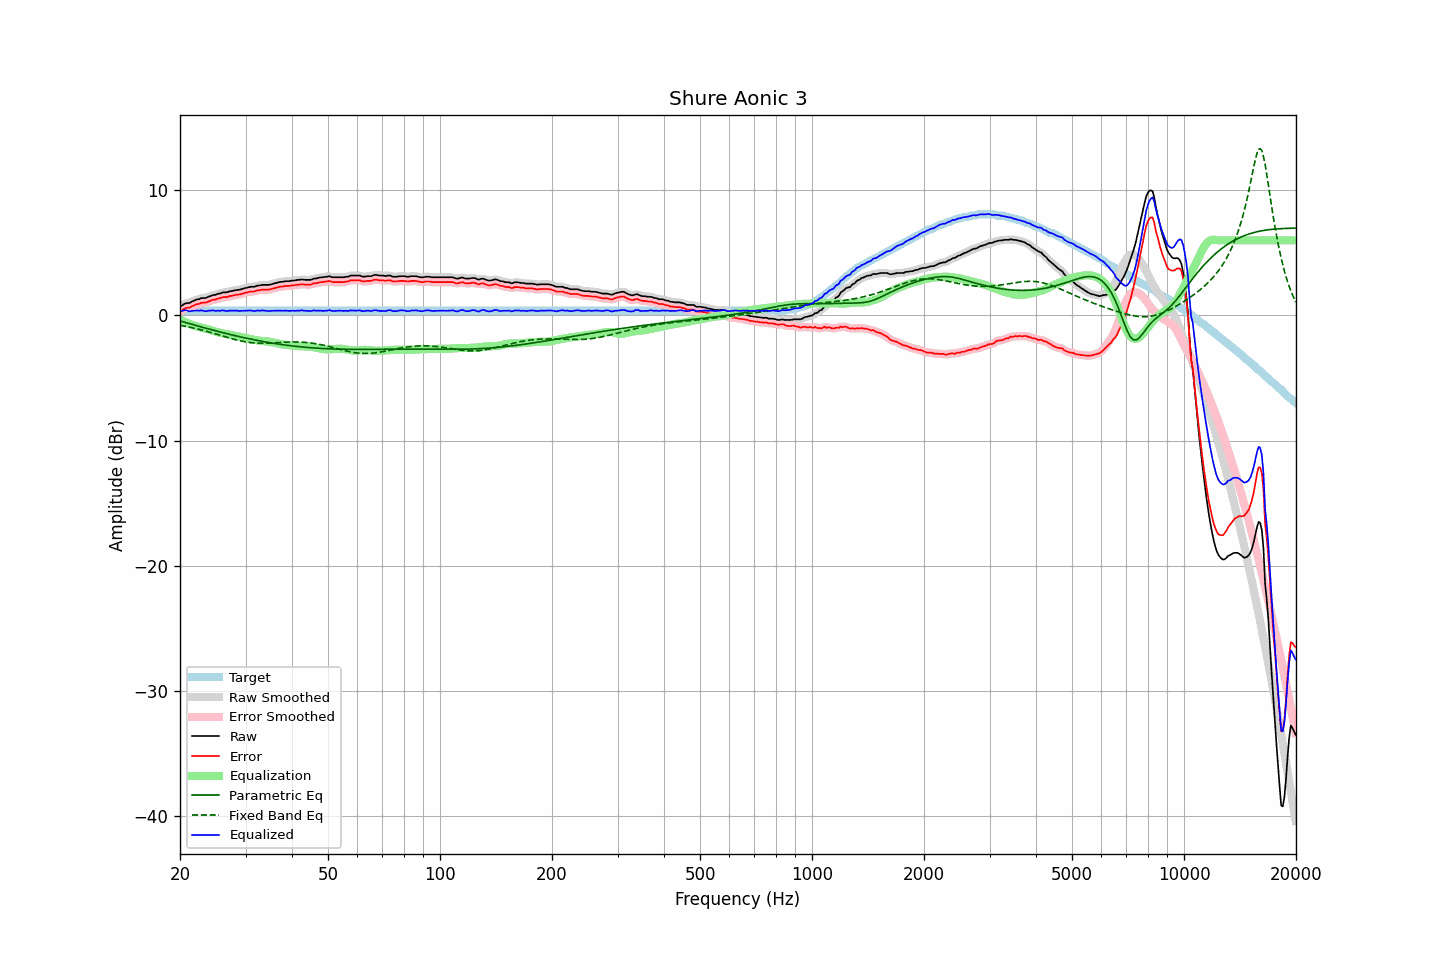 Shure Aonic 3
Amplitude (dBr)
10
0
−10
−20
−30
−40
Target
Raw Smoothed
Error Smoothed
Raw
Error
Equalization
Parametric Eq
Fixed Band Eq
Equalized
20 50 100 200 500 1000 2000 5000 10000 20000
Frequency (Hz)